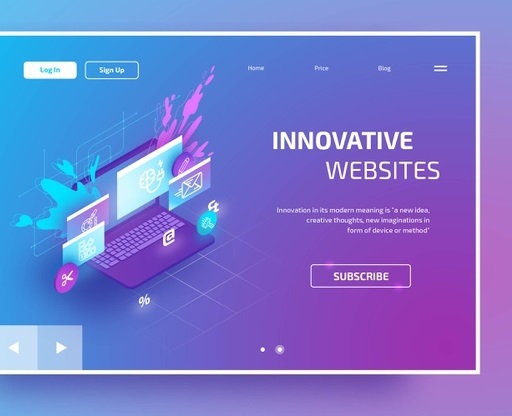 Log In
Sign Up
Home
Price
Blog
INNOVATIVE
WEBSITES
Innovation in its modern meaning is "a new idea,
creative thoughts, new imaginations in
form of device or method"
SUBSCRIBE
@
%